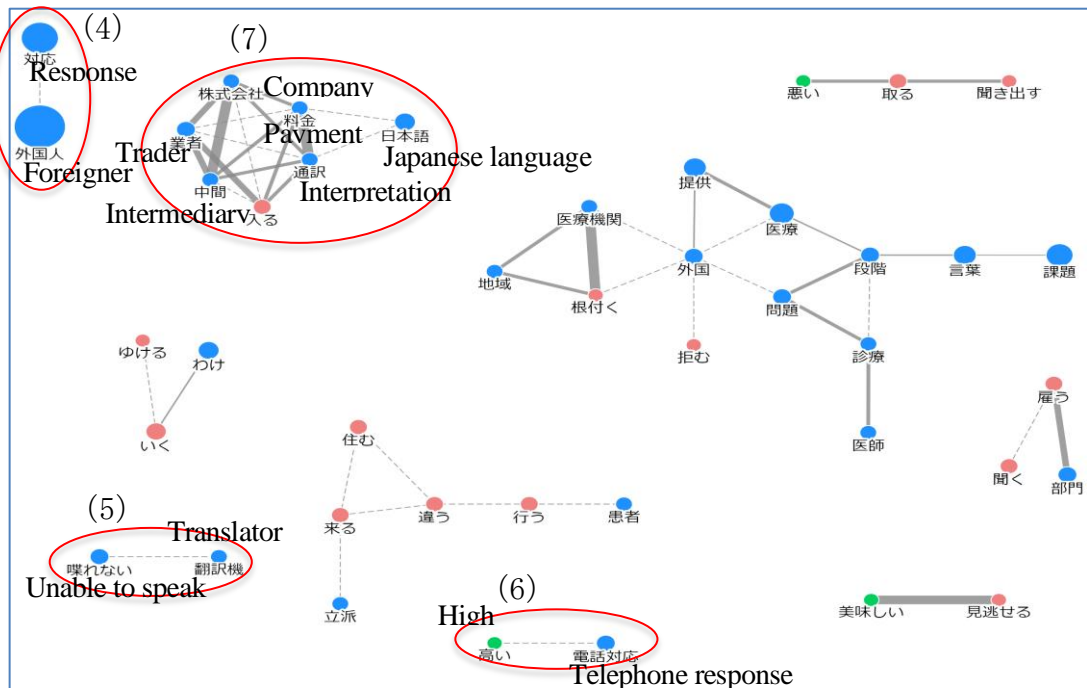 (4)
対応
Response
外国人
Foreigner
(7)
株式会社
Company
料金
Payment
業者
Trader
日本語
Japanese language
通訳
Interpretation
中間
Intermediary
入る
悪い
取る
聞き出す
提供
医療機関
医療
外国
段階
言葉
課題
地域
根付く
問題
拒む
診療
医師
雇う
聞く
部門
ゆける
わけ
いく
住む
来る
違う
行う
患者
立派
(5)
Translator
喋れない
翻訳機
Unable to speak
(6)
High
高い
電話対応
Telephone response
美味しい
見逃せる